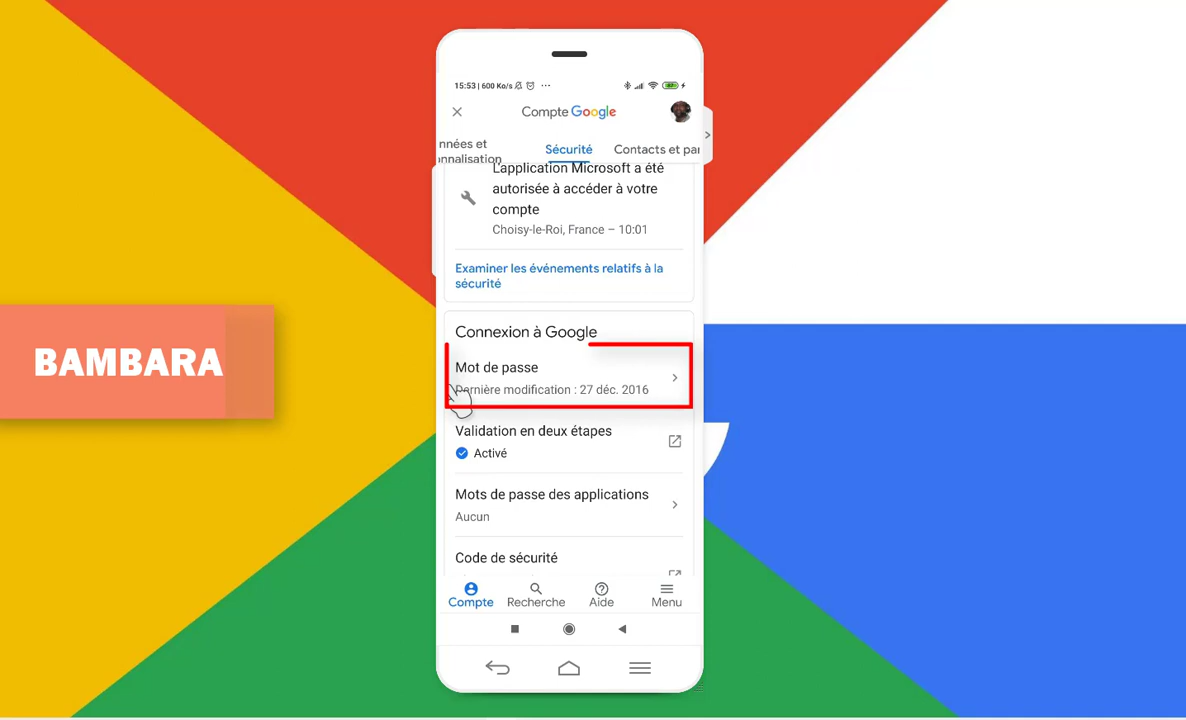 BAMBARA
15:53 | 600 Ko/s
Compte Google
nnées et
onnalisation
Sécurité
Contacts et par
L'application Microsoft a été
autorisée à accéder à votre
compte
Choisy-le-Roi, France – 10:01
Examiner les événements relatifs à la
sécurité
Connexion à Google
Mot de passe
Dernière modification : 27 déc. 2016
Validation en deux étapes
Activé
Mots de passe des applications
Aucun
Code de sécurité
Compte
Recherche
Aide
Menu